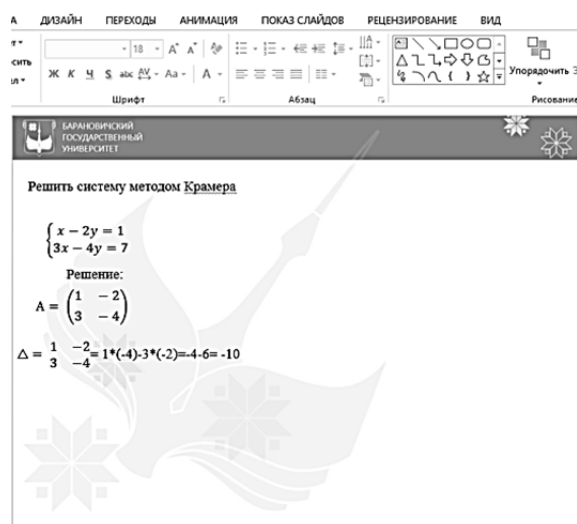 А ДИЗАЙН ПЕРЕХОДЫ АНИМАЦИЯ ПОКАЗ СЛАЙДОВ РЕЦЕНЗИРОВАНИЕ ВИД
18
Ж К Ч S abc AV Aa А
Упорядочить
Шрифт Абзац Рисование
БАРАНОВИЧСКИЙ
ГОСУДАРСТВЕННЫЙ
УНИВЕРСИТЕТ
Решить систему методом Крамера
x − 2y = 1
3x − 4y = 7
Решение:
A = (1 −2
3 −4)
Δ = 1 −2
3 −4 = 1*(-4)-3*(-2)=-4-6= -10